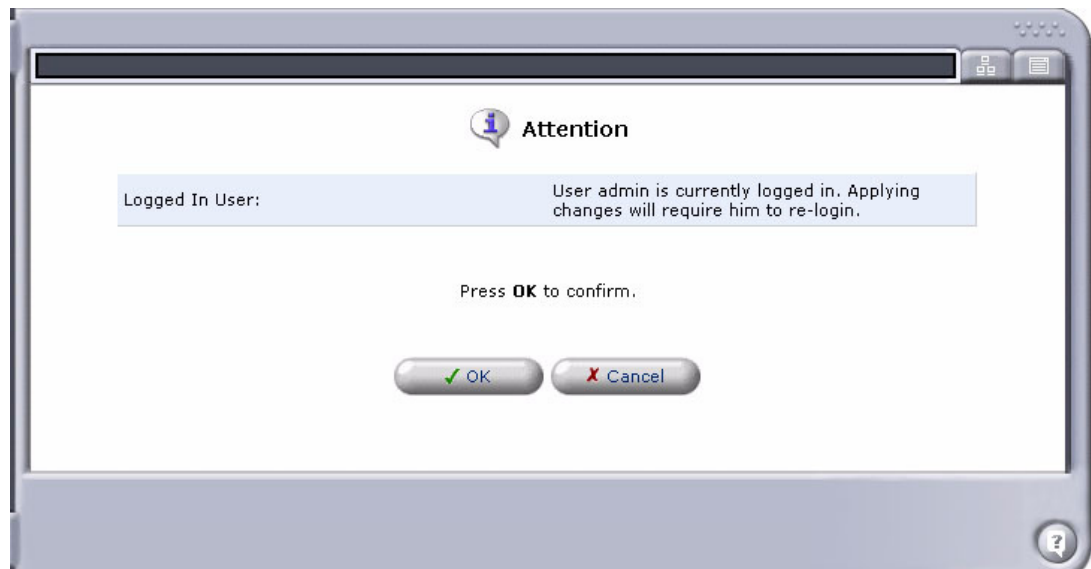 Attention
Logged In User:
User admin is currently logged in. Applying
changes will require him to re-login.
Press OK to confirm.
OK
Cancel